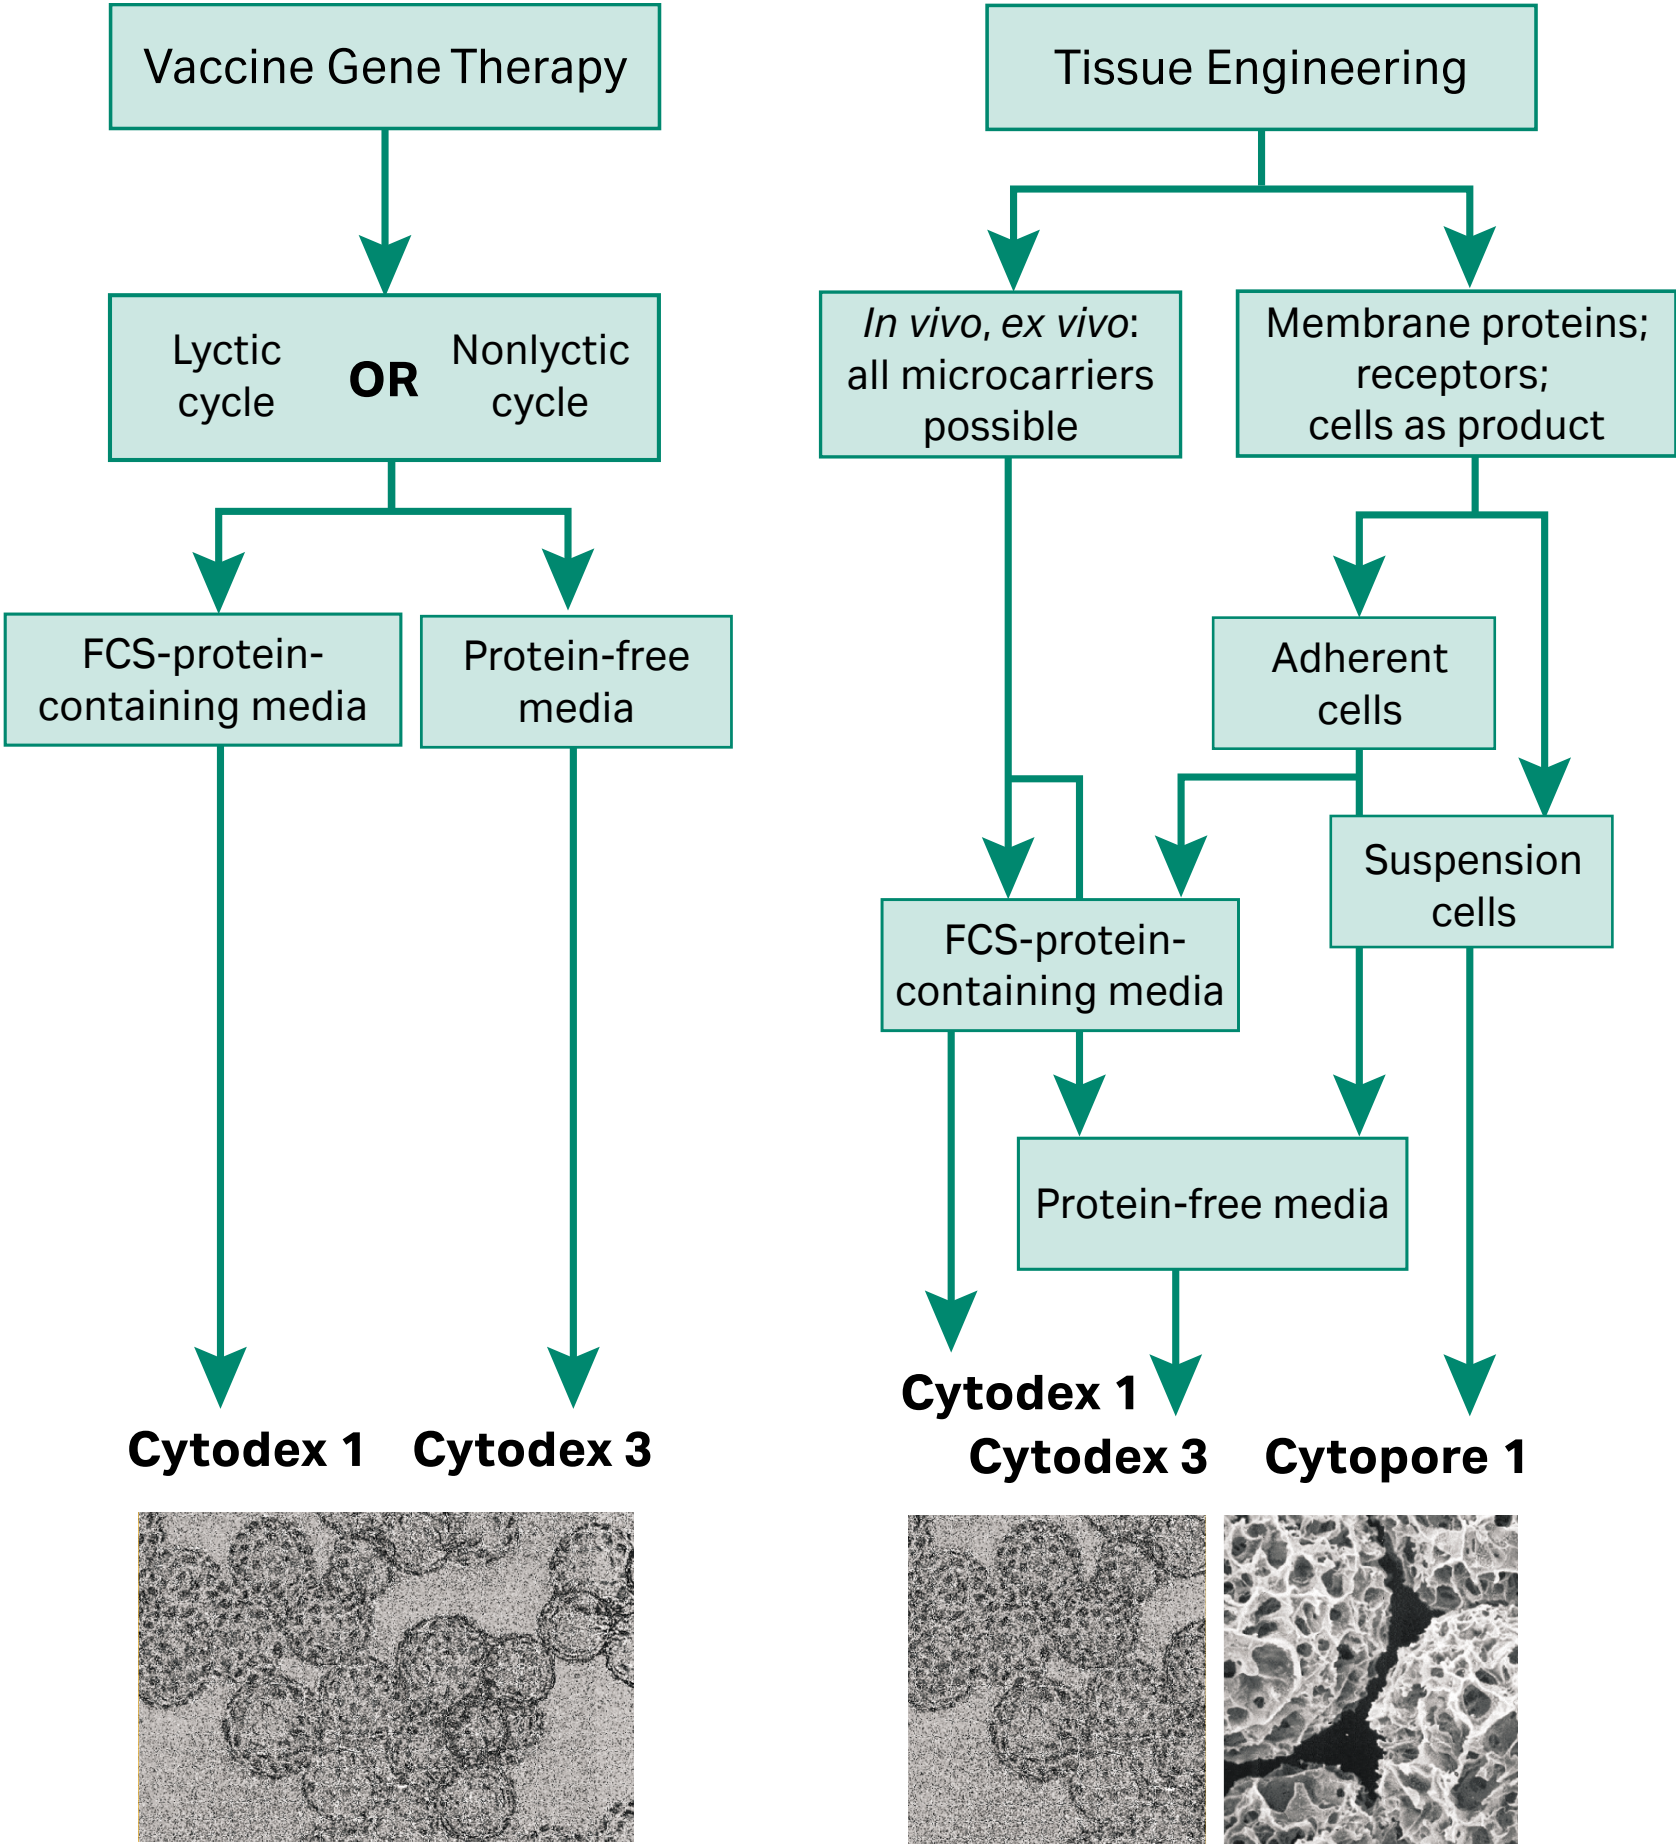 Vaccine Gene Therapy
Lyctic
cycle
OR
Nonlyctic
cycle
FCS-protein-
containing media
Protein-free
media
Cytodex 1
Cytodex 3
Tissue Engineering
In vivo, ex vivo:
all microcarriers
possible
Membrane proteins;
receptors;
cells as product
Adherent
cells
Suspension
cells
FCS-protein-
containing media
Protein-free media
Cytodex 1
Cytodex 3
Cytopore 1